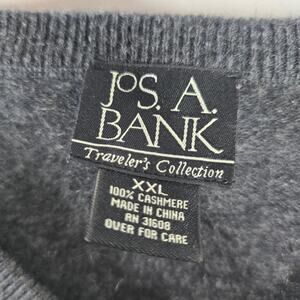 JOS. A.
BANK
Traveler's Collection
XXL
100% CASHMERE
MADE IN CHINA
RN 31608
OVER FOR CARE